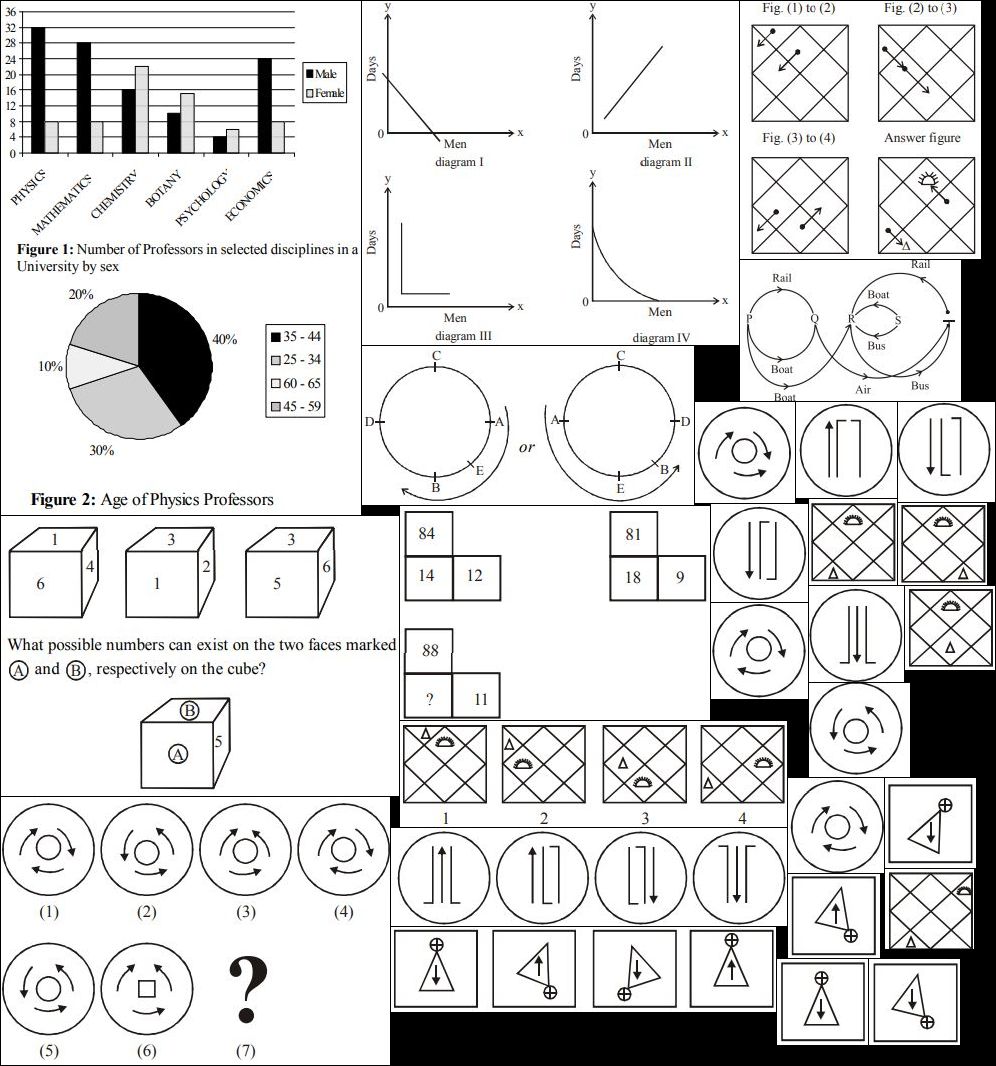 36
32
28
24
20
16
12
8
4
0
Male
Female
PHYSICS
MATHEMATICS
CHEMISTRY
BOTANY
PSYCHOLOGY
ECONOMICS
Figure 1: Number of Professors in selected disciplines in a
University by sex
20%
40%
10%
30%
35 - 44
25 - 34
60 - 65
45 - 59
Figure 2: Age of Physics Professors
y
Days
0
x
Men
diagram I
y
Days
0
x
Men
diagram II
y
Days
0
x
Men
diagram III
y
Days
0
x
Men
diagram IV
Fig. (1) to (2)
Fig. (2) to (3)
Fig. (3) to (4)
Answer figure
Rail
Rail
Boat
P
Q
R
S
T
Bus
Boat
Air
Bus
Boat
C
D
A
E
B
or
C
A
D
B
E
1
4
6
3
2
1
3
6
5
What possible numbers can exist on the two faces marked
Ⓐ and Ⓑ, respectively on the cube?
B
5
A
84
14 12
81
18 9
88
? 11
1 2 3 4
(1) (2) (3) (4)
?
(5) (6) (7)